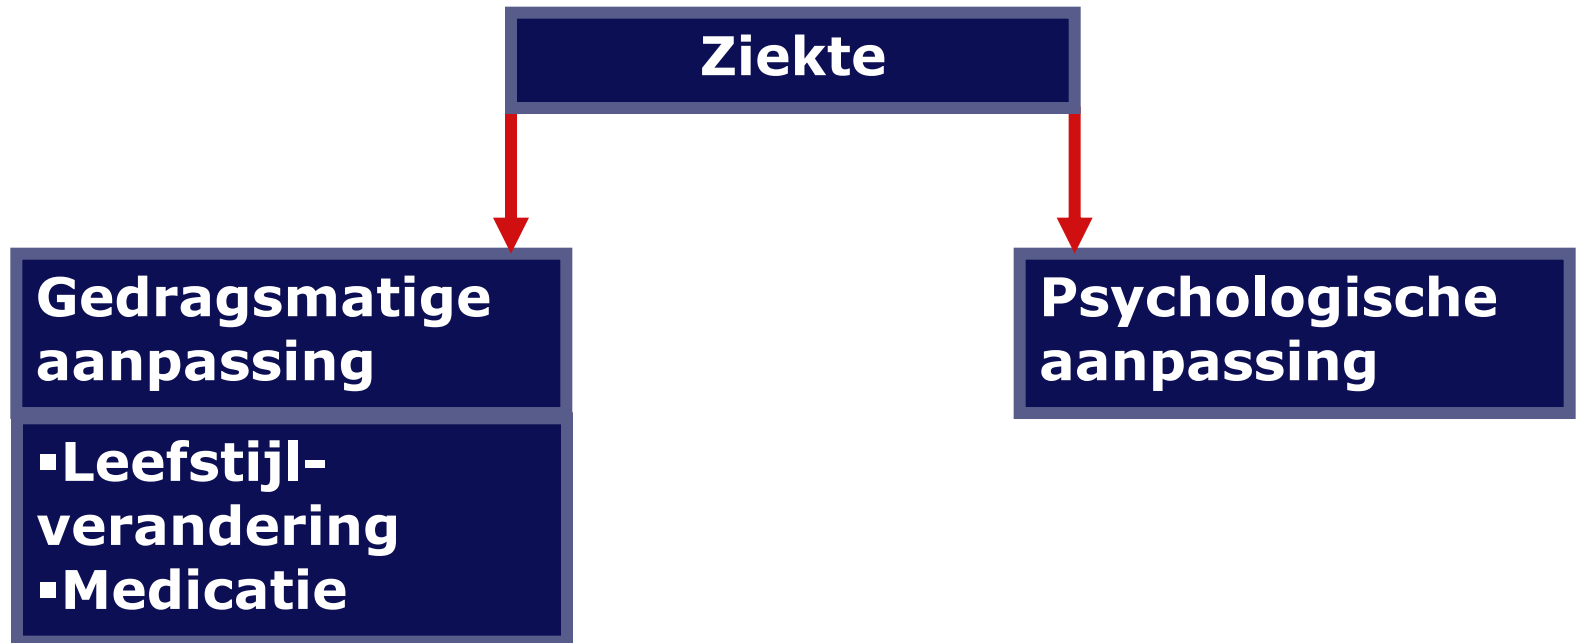 Ziekte
Gedragsmatige
aanpassing
Psychologische
aanpassing
▪Leefstijl-
verandering
▪Medicatie